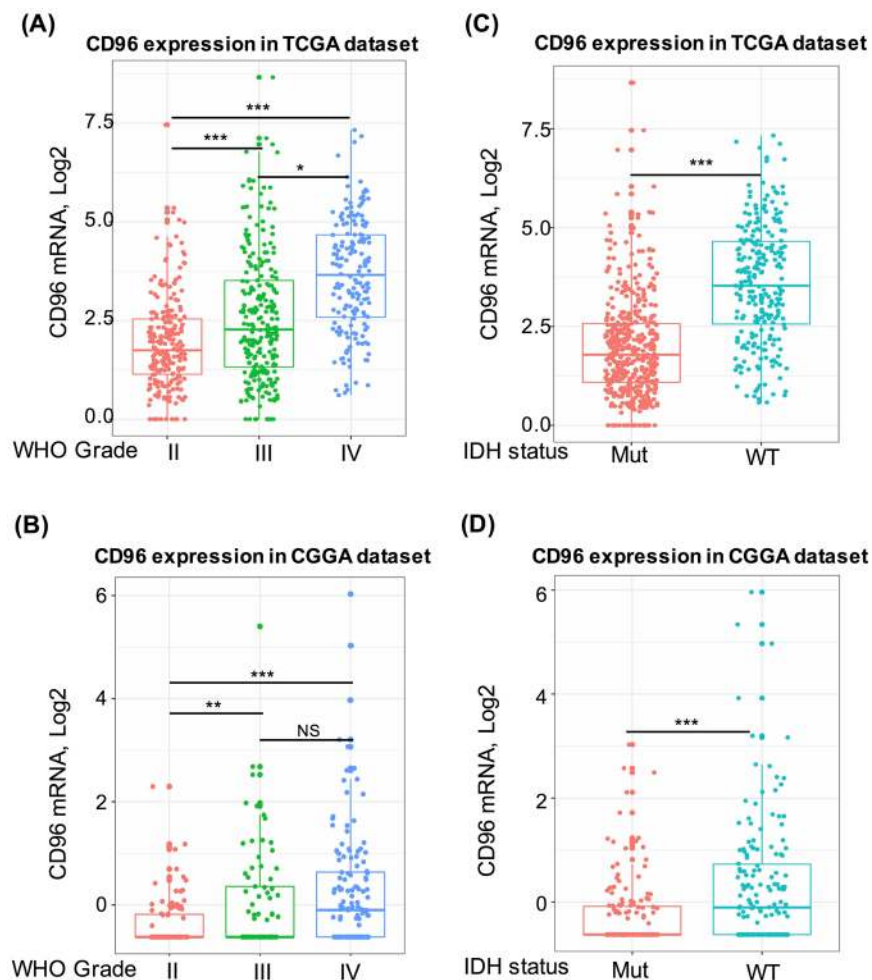 (A)
CD96 expression in TCGA dataset
CD96 mRNA, Log2
7.5
5.0
2.5
0.0
***
***
*
WHO Grade
II
III
IV
(C)
CD96 expression in TCGA dataset
CD96 mRNA, Log2
7.5
5.0
2.5
0.0
***
IDH status
Mut
WT
(B)
CD96 expression in CGGA dataset
CD96 mRNA, Log2
6
4
2
0
***
**
NS
WHO Grade
II
III
IV
(D)
CD96 expression in CGGA dataset
CD96 mRNA, Log2
6
4
2
0
***
IDH status
Mut
WT